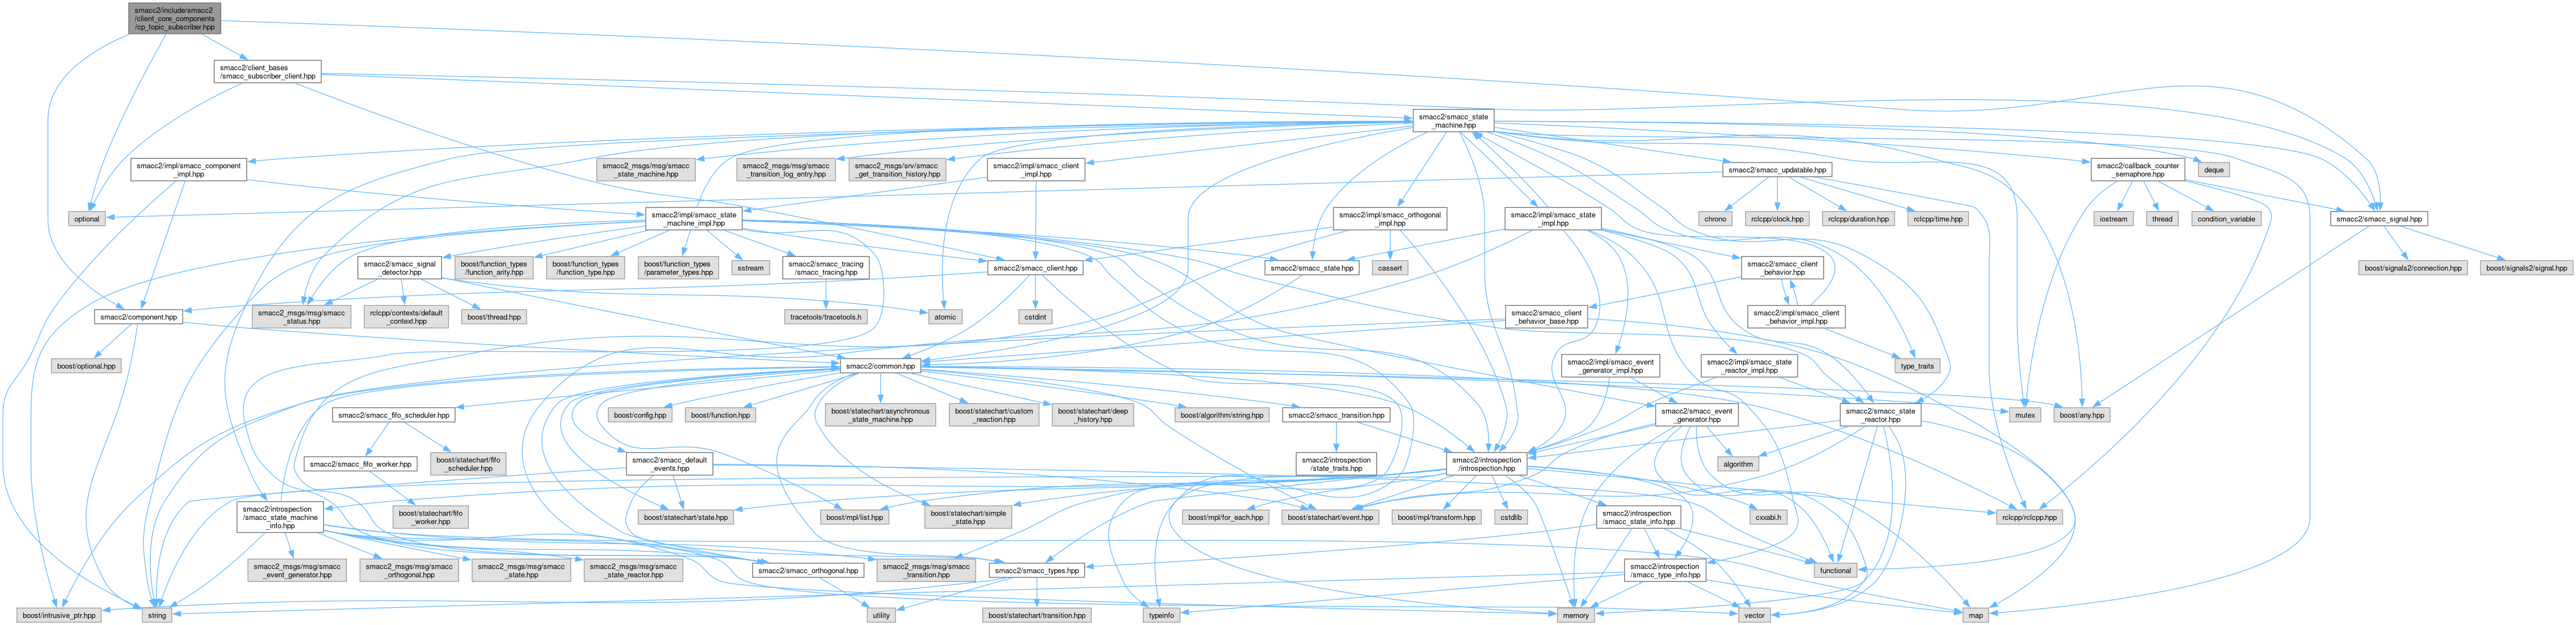 smacc2/include/smacc2
/client_core_components
/cp_topic_subscriber.hpp
smacc2/client_bases
/smacc_subscriber_client.hpp
smacc2/smacc_state
_machine.hpp
smacc2/impl/smacc_component
_impl.hpp
smacc2_msgs/msg/smacc
_state_machine.hpp
smacc2_msgs/msg/smacc
_transition_log_entry.hpp
smacc2_msgs/srv/smacc
_get_transition_history.hpp
smacc2/impl/smacc_client
_impl.hpp
smacc2/smacc_updatable.hpp
smacc2/callback_counter
_semaphore.hpp
deque
optional
smacc2/impl/smacc_state
_machine_impl.hpp
smacc2/impl/smacc_orthogonal
_impl.hpp
smacc2/impl/smacc_state
_impl.hpp
chrono
rclcpp/clock.hpp
rclcpp/duration.hpp
rclcpp/time.hpp
iostream
thread
condition_variable
smacc2/smacc_signal.hpp
smacc2/smacc_signal
_detector.hpp
boost/function_types
/function_arity.hpp
boost/function_types
/function_type.hpp
boost/function_types
/parameter_types.hpp
sstream
smacc2/smacc_tracing
/smacc_tracing.hpp
smacc2/smacc_client.hpp
smacc2/smacc_state.hpp
cassert
smacc2/smacc_client
_behavior.hpp
boost/signals2/connection.hpp
boost/signals2/signal.hpp
smacc2/component.hpp
smacc2_msgs/msg/smacc
_status.hpp
rclcpp/contexts/default
_context.hpp
boost/thread.hpp
tracetools/tracetools.h
atomic
cstdint
smacc2/smacc_client
_behavior_base.hpp
smacc2/impl/smacc_client
_behavior_impl.hpp
boost/optional.hpp
smacc2/common.hpp
smacc2/impl/smacc_event
_generator_impl.hpp
smacc2/impl/smacc_state
_reactor_impl.hpp
type_traits
smacc2/smacc_fifo_scheduler.hpp
boost/config.hpp
boost/function.hpp
boost/statechart/asynchronous
_state_machine.hpp
boost/statechart/custom
_reaction.hpp
boost/statechart/deep
_history.hpp
boost/algorithm/string.hpp
smacc2/smacc_transition.hpp
smacc2/smacc_event
_generator.hpp
smacc2/smacc_state
_reactor.hpp
mutex
boost/any.hpp
smacc2/smacc_fifo_worker.hpp
boost/statechart/fifo
_scheduler.hpp
smacc2/smacc_default
_events.hpp
smacc2/introspection
/state_traits.hpp
smacc2/introspection
/introspection.hpp
algorithm
smacc2/introspection
/smacc_state_machine
_info.hpp
boost/statechart/fifo
_worker.hpp
boost/statechart/state.hpp
boost/mpl/list.hpp
boost/statechart/simple
_state.hpp
boost/mpl/for_each.hpp
boost/statechart/event.hpp
boost/mpl/transform.hpp
cstdlib
smacc2/introspection
/smacc_state_info.hpp
cxxabi.h
rclcpp/rclcpp.hpp
smacc2_msgs/msg/smacc
_event_generator.hpp
smacc2_msgs/msg/smacc
_orthogonal.hpp
smacc2_msgs/msg/smacc
_state.hpp
smacc2_msgs/msg/smacc
_state_reactor.hpp
smacc2/smacc_orthogonal.hpp
smacc2_msgs/msg/smacc
_transition.hpp
smacc2/smacc_types.hpp
smacc2/introspection
/smacc_type_info.hpp
functional
boost/intrusive_ptr.hpp
string
utility
boost/statechart/transition.hpp
typeinfo
memory
vector
map